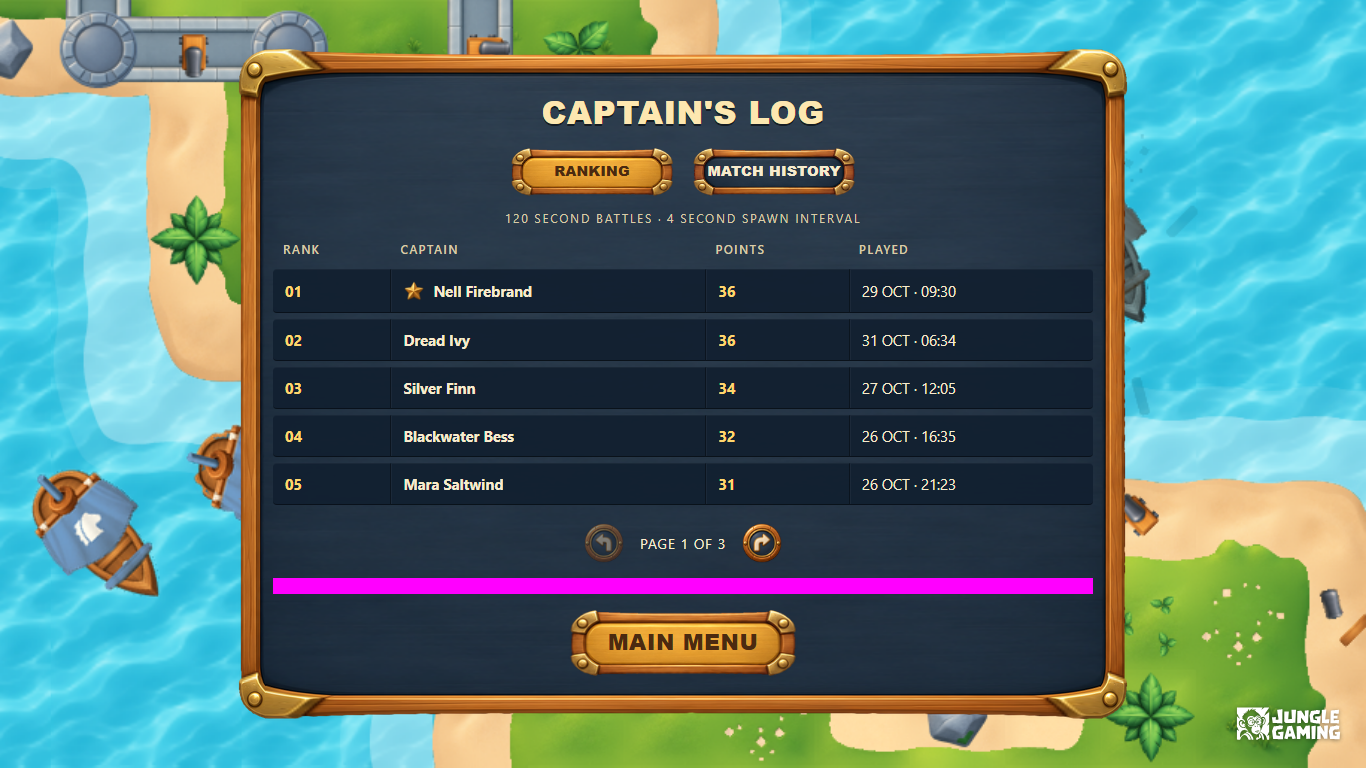 CAPTAIN'S LOG
RANKING MATCH HISTORY
120 SECOND BATTLES · 4 SECOND SPAWN INTERVAL
RANK CAPTAIN POINTS PLAYED
01 Nell Firebrand 36 29 OCT · 09:30
02 Dread Ivy 36 31 OCT · 06:34
03 Silver Finn 34 27 OCT · 12:05
04 Blackwater Bess 32 26 OCT · 16:35
05 Mara Saltwind 31 26 OCT · 21:23
PAGE 1 OF 3
MAIN MENU
JUNGLE
GAMING